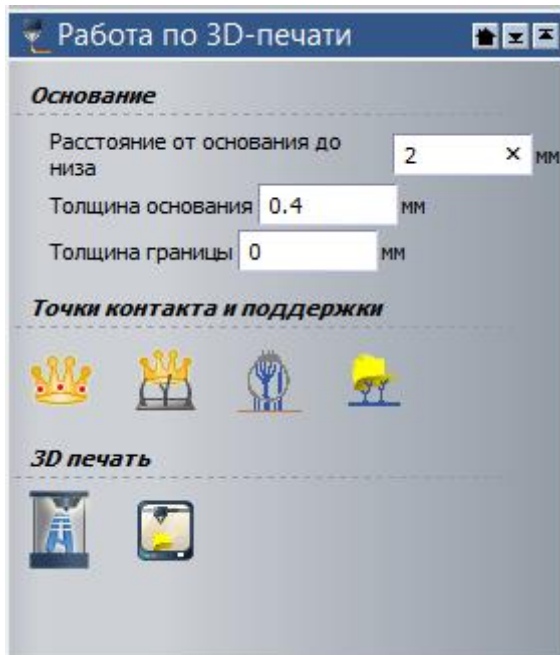 Работа по 3D-печати
Основание
Расстояние от основания до
низа
2
мм
Толщина основания 0.4 мм
Толщина границы 0 мм
Точки контакта и поддержки
3D печать